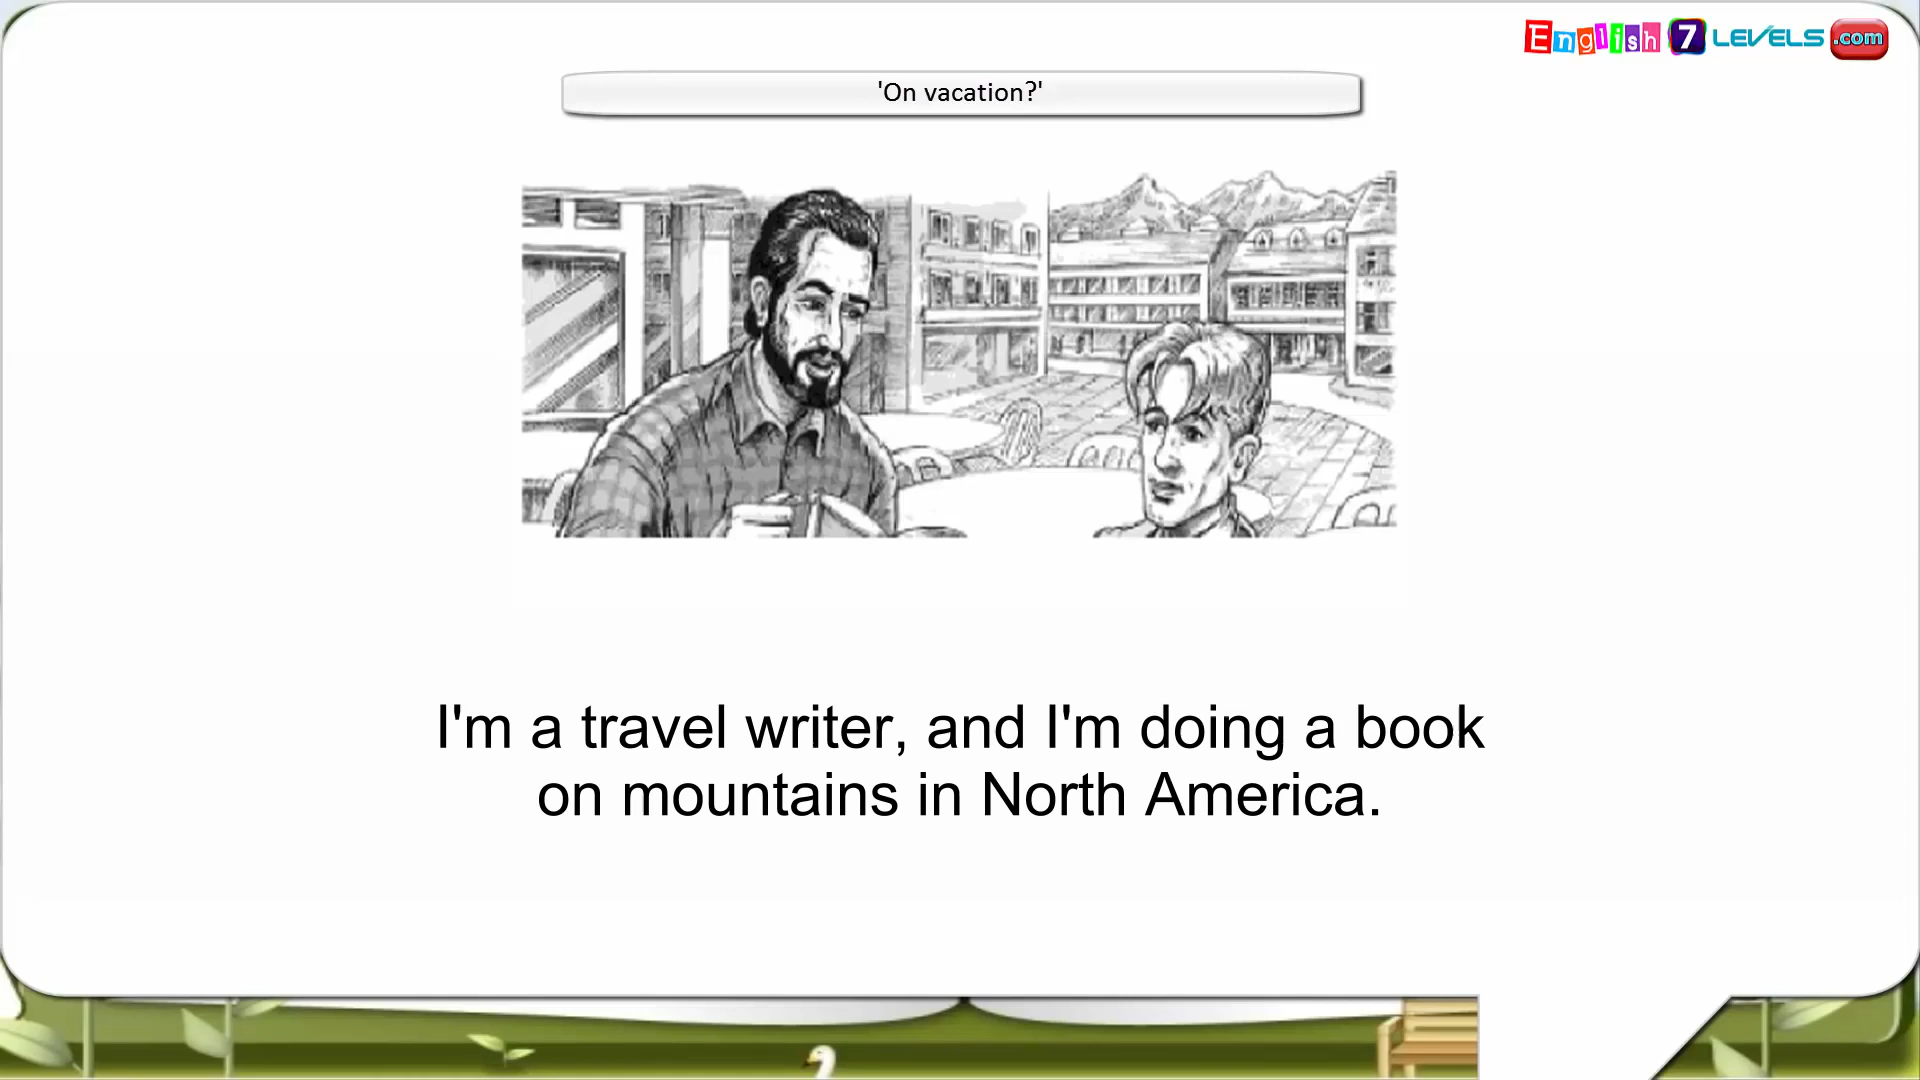 English 7 LEVELS .com
'On vacation?'
I'm a travel writer, and I'm doing a book
on mountains in North America.